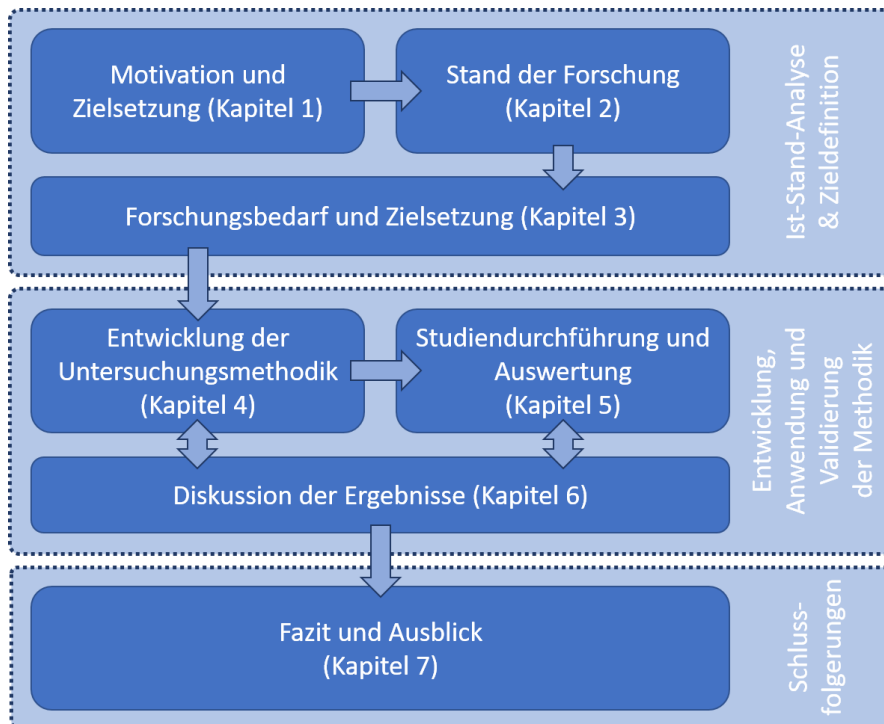 Motivation und
Zielsetzung (Kapitel 1)
Stand der Forschung
(Kapitel 2)
Forschungsbedarf und Zielsetzung (Kapitel 3)
Ist-Stand-Analyse
& Zieldefinition
Entwicklung der
Untersuchungsmethodik
(Kapitel 4)
Studiendurchführung und
Auswertung
(Kapitel 5)
Diskussion der Ergebnisse (Kapitel 6)
Entwicklung,
Anwendung und
Validierung
der Methodik
Fazit und Ausblick
(Kapitel 7)
Schluss-
folgerungen